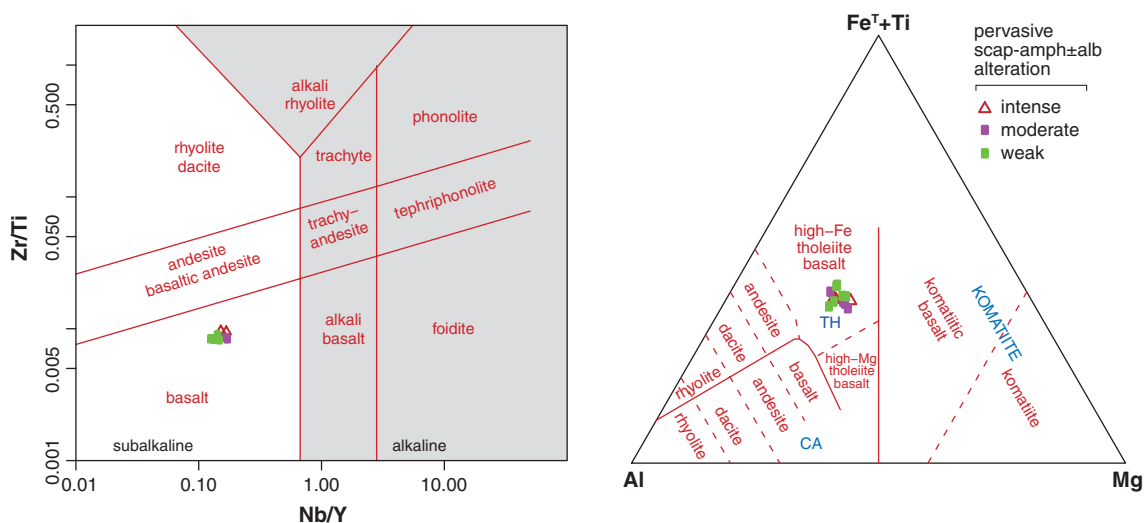 0.500
0.050
0.005
0.001
Zr/Ti
0.01
0.10
1.00
10.00
Nb/Y
alkali
rhyolite
phonolite
rhyolite
dacite
trachyte
tephriphonolite
trachy–
andesite
andesite
basaltic andesite
alkali
basalt
foidite
basalt
subalkaline
alkaline
Feᵀ+Ti
Al
Mg
high–Fe
tholeiite
basalt
TH
andesite
dacite
rhyolite
high–Mg
tholeiite
basalt
basalt
andesite
dacite
rhyolite
CA
komatiitic
basalt
KOMATIITE
komatiite
pervasive
scap-amph±alb
alteration
intense
moderate
weak